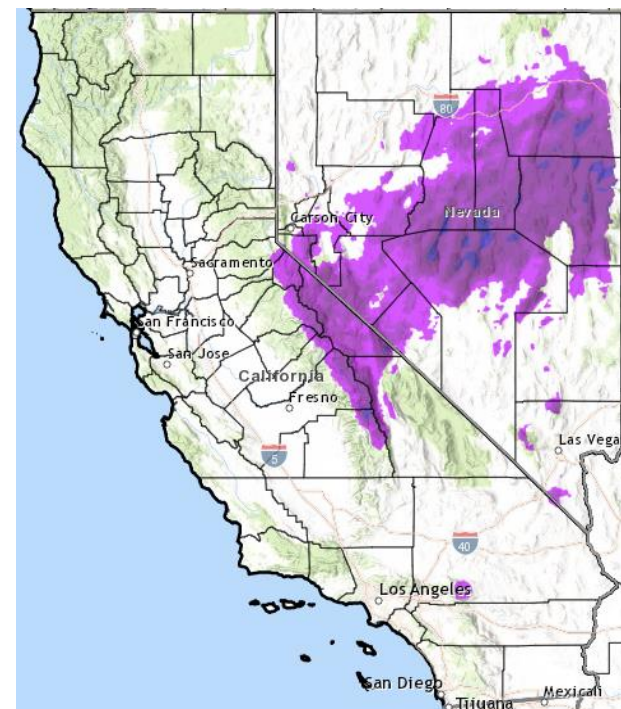 80
Carson City
Nevada
Sacramento
San Francisco
San Jose
California
Fresno
5
Las Vega
40
Los Angeles
San Diego
Tijuana
Mexicali